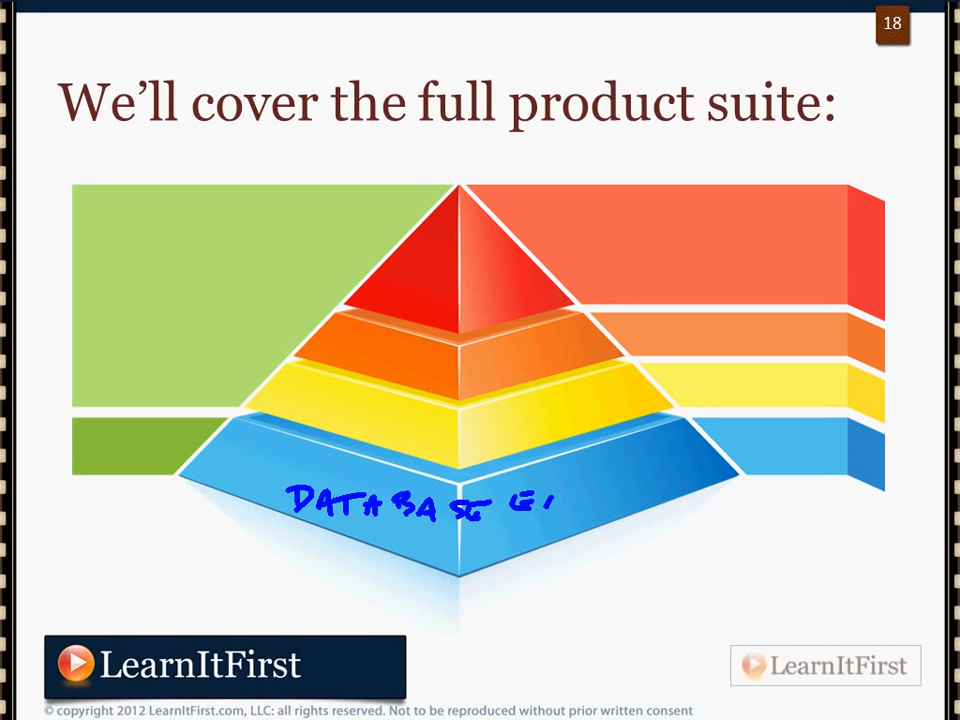 18
We'll cover the full product suite:
DATABASE
LearnItFirst
LearnItFirst
© copyright 2012 LearnItFirst.com, LLC: all rights reserved. Not to be reproduced without prior written consent